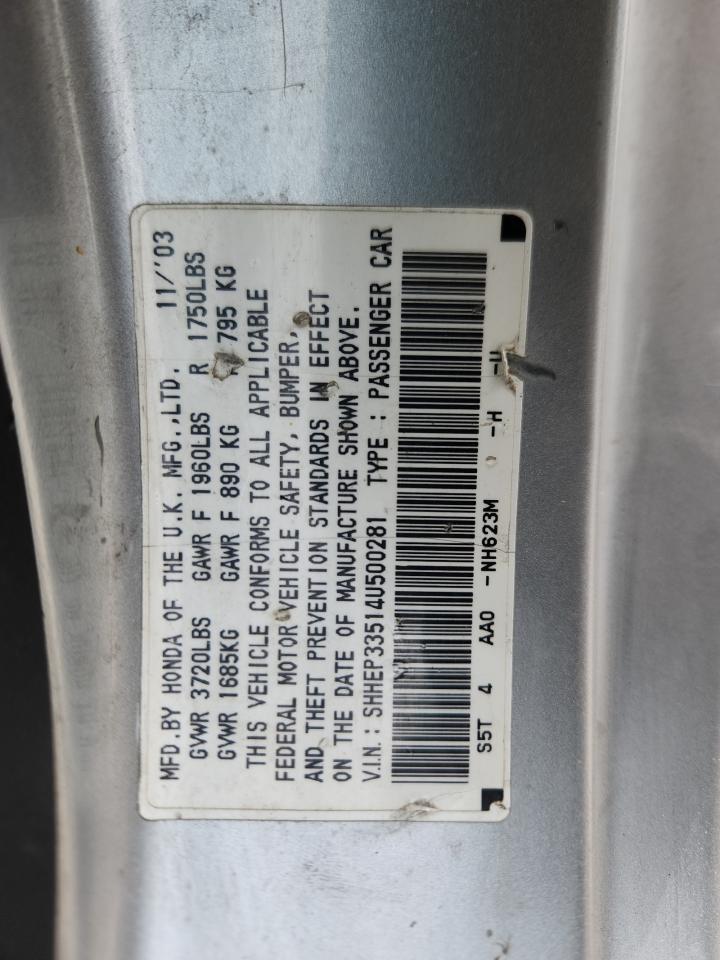 MFD.BY HONDA OF THE U.K. MFG.,LTD. 11/'03
GVWR 3720LBS GAWR F 1960LBS R 1750LBS
GVWR 1685KG GAWR F 890 KG R 795 KG
THIS VEHICLE CONFORMS TO ALL APPLICABLE
FEDERAL MOTOR VEHICLE SAFETY, BUMPER,
AND THEFT PREVENTION STANDARDS IN EFFECT
ON THE DATE OF MANUFACTURE SHOWN ABOVE.
V.I.N.: SHHEP33514U500281 TYPE : PASSENGER CAR
S5T 4 AA0 -NH623M -H -H